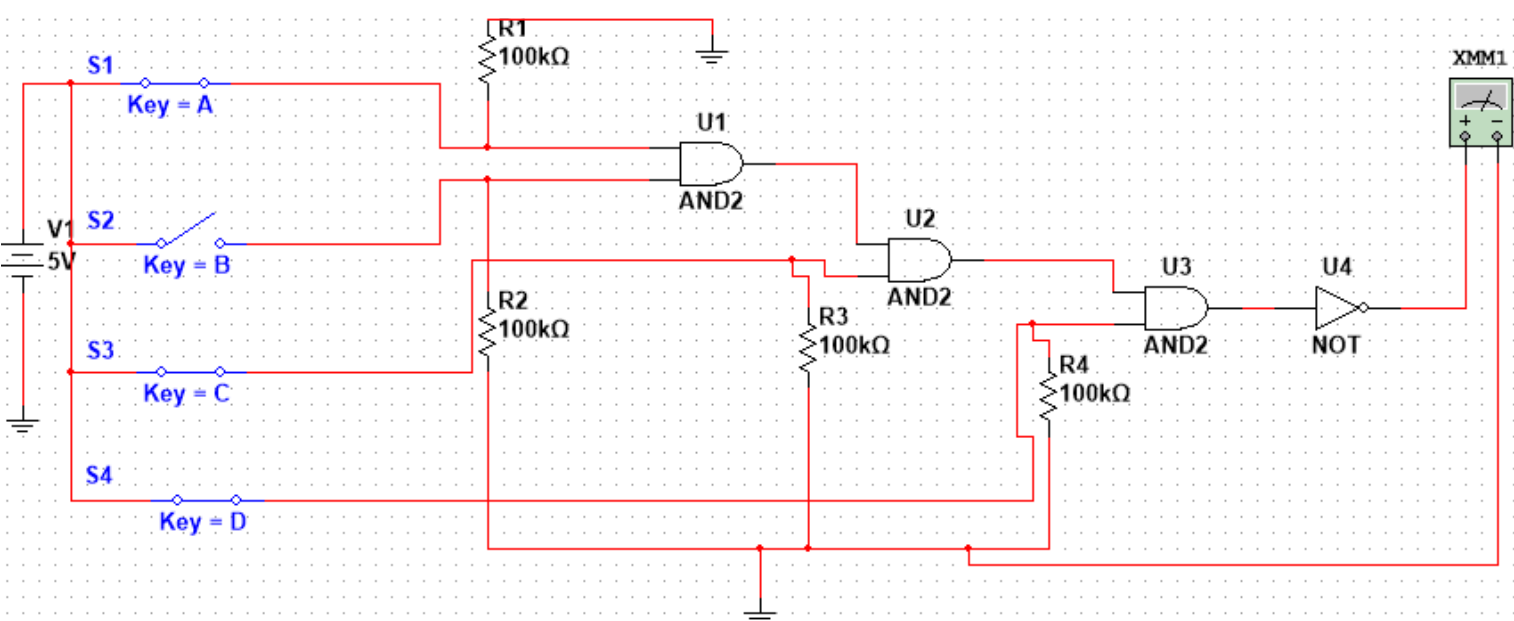 R1
100kΩ
XMM1
S1
Key = A
U1
AND2
S2
V1
5V
Key = B
U2
AND2
U3
AND2
U4
NOT
R2
100kΩ
R3
100kΩ
S3
Key = C
R4
100kΩ
S4
Key = D
+ −